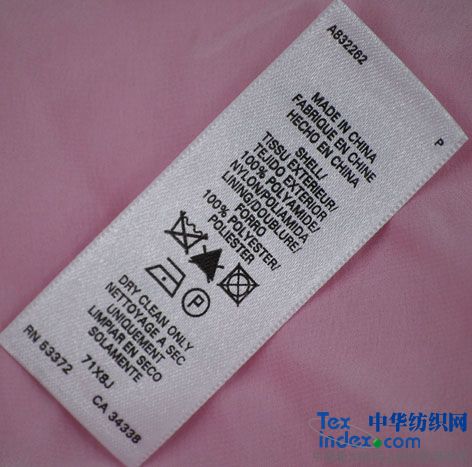 A832262
MADE IN CHINA
FABRIQUE EN CHINE
HECHO EN CHINA
P
SHELL/
TISSU EXTERIEUR/
TEJIDO EXTERIOR
100% POLYAMIDE/
NYLON/POLIAMIDA
LINING/DOUBLURE/
FORRO
100% POLYESTER/
POLIESTER
P
DRY CLEAN ONLY
NETTOYAGE A SEC
UNIQUEMENT
LIMPIAR EN SECO
SOLAMENTE
RN 53372
71X8J
CA 34338
Tex 中华纺织网
index.com